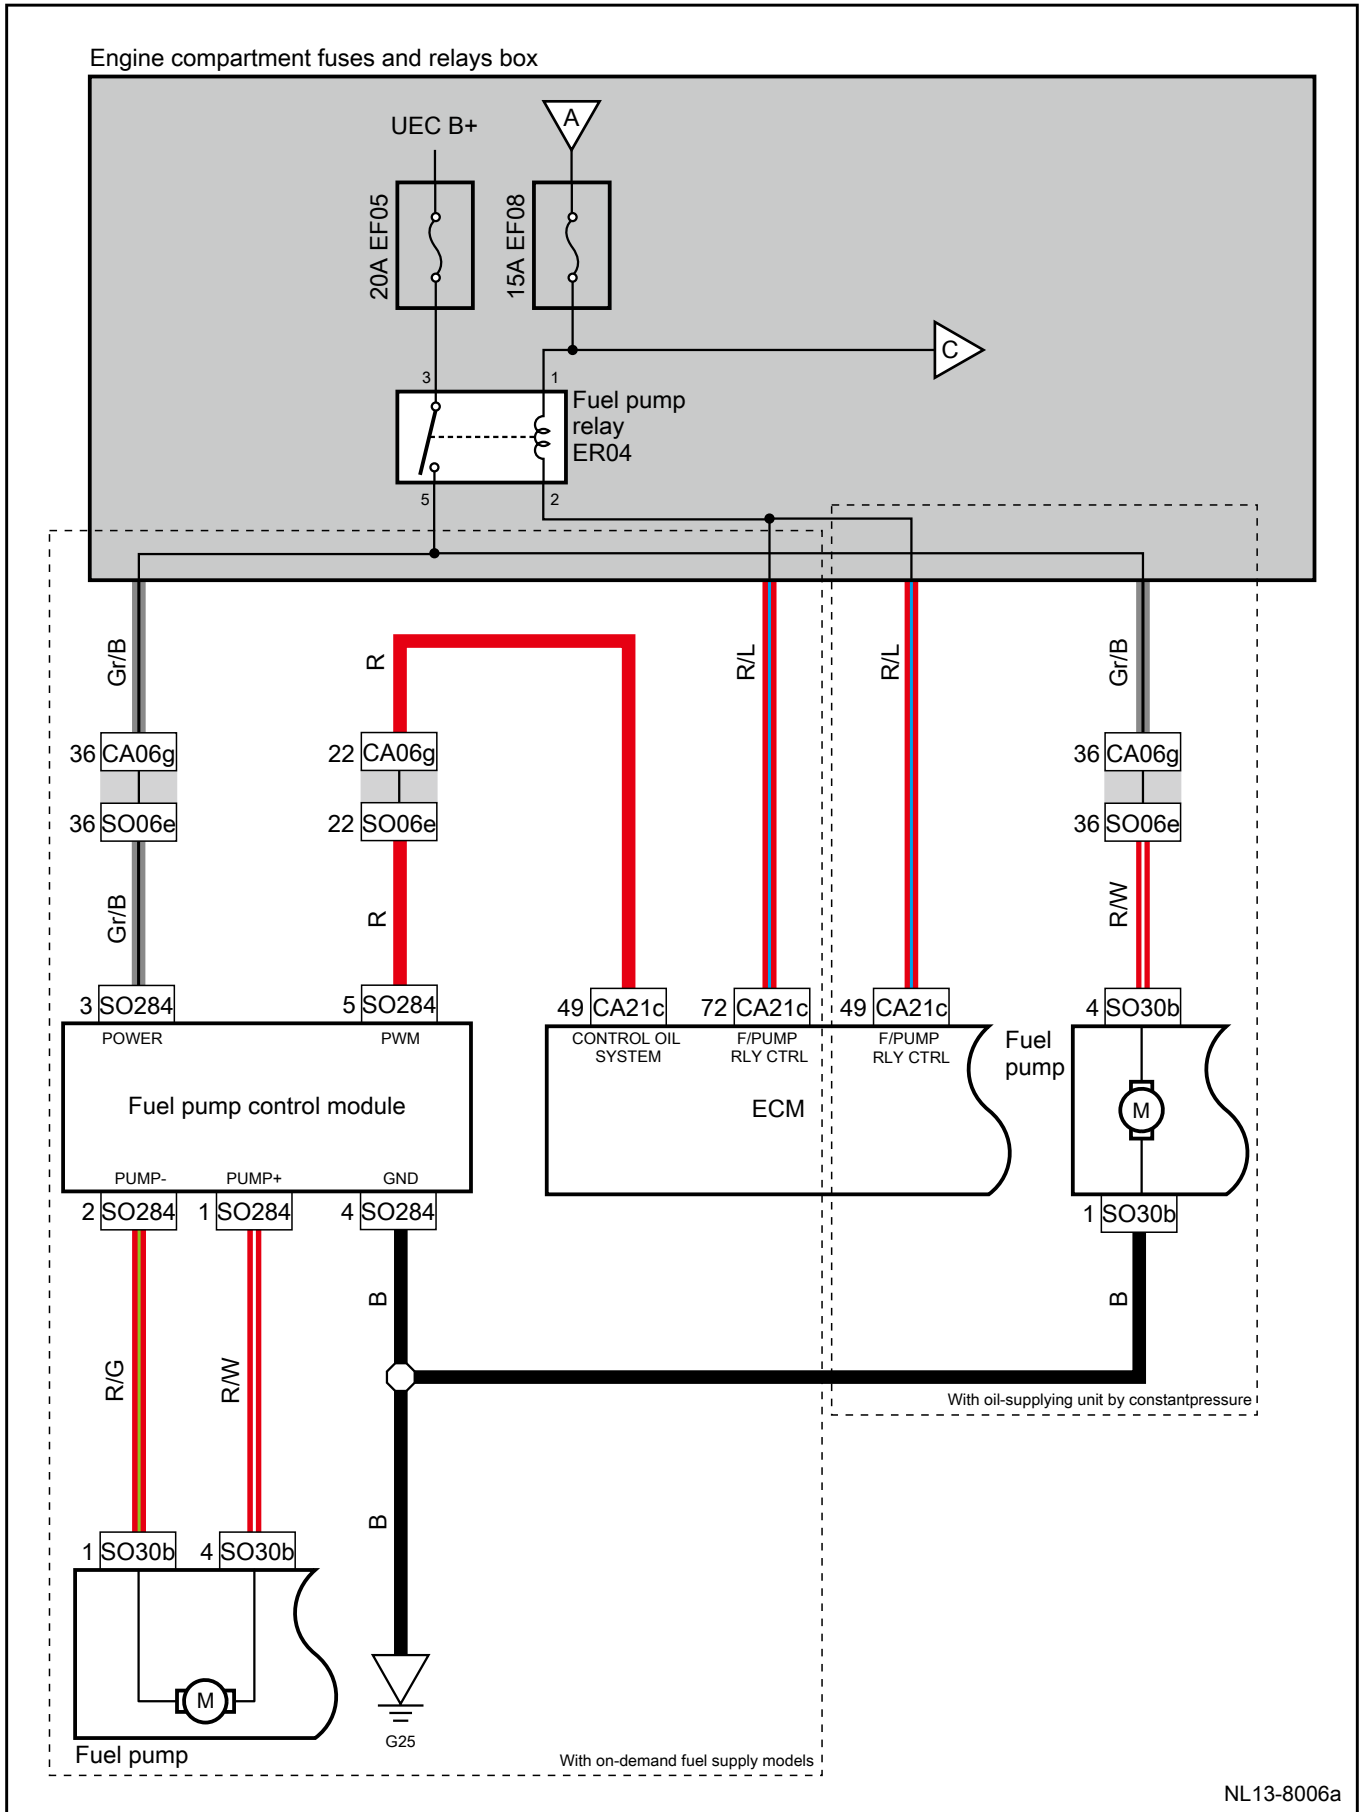 Engine compartment fuses and relays box
UEC B+
A
20A EF05
15A EF08
C
3
1
Fuel pump
relay
ER04
5
2
Gr/B
R
R/L
R/L
Gr/B
36 CA06g
22 CA06g
36 CA06g
36 SO06e
22 SO06e
36 SO06e
Gr/B
R
R/W
3 SO284
5 SO284
49 CA21c
72 CA21c
49 CA21c
4 SO30b
POWER
PWM
CONTROL OIL
SYSTEM
F/PUMP
RLY CTRL
F/PUMP
RLY CTRL
Fuel
pump
Fuel pump control module
ECM
M
PUMP-
PUMP+
GND
2 SO284
1 SO284
4 SO284
1 SO30b
B
B
R/G
R/W
With oil-supplying unit by constantpressure
B
1 SO30b
4 SO30b
M
G25
Fuel pump
With on-demand fuel supply models
NL13-8006a